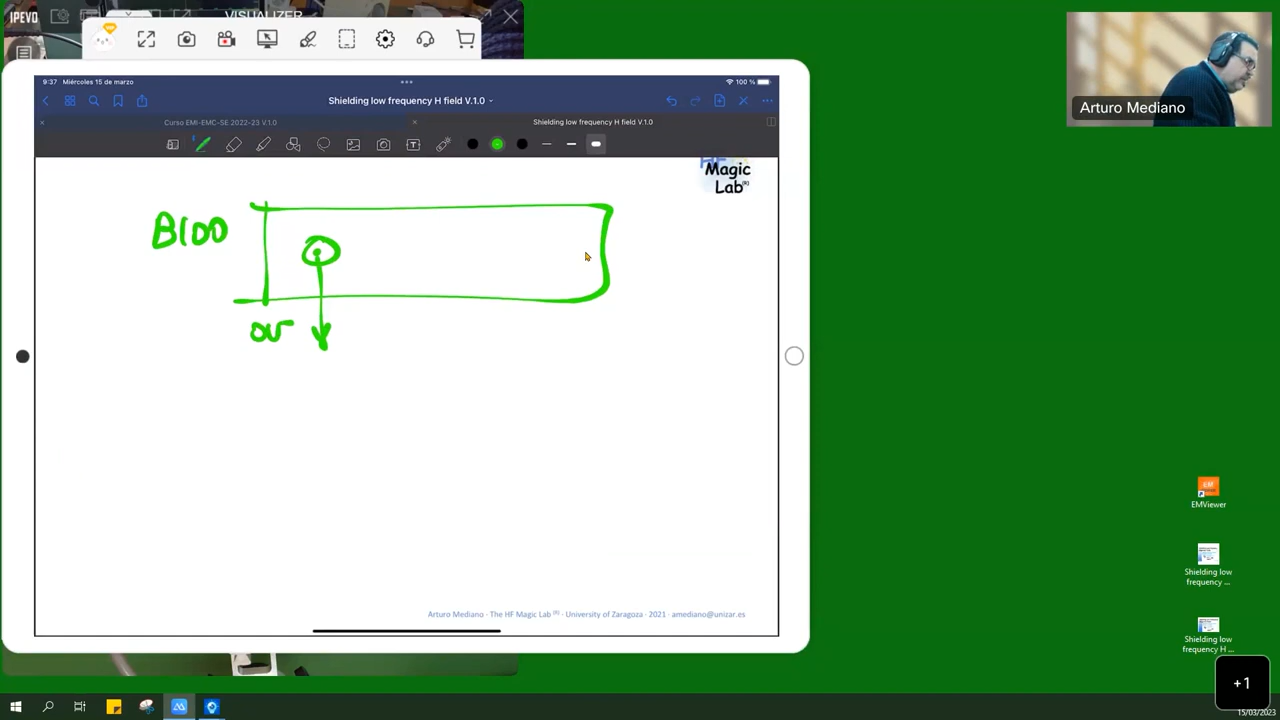 IPEVO
VISUALIZER
9:37 Miércoles 15 de marzo
100 %
Shielding low frequency H field V.1.0
Curso EMI-EMC-SE 2022-23 V.1.0
Shielding low frequency H field V.1.0
HF
Magic
Lab(R)
B100
0V
Arturo Mediano - The HF Magic Lab (R) - University of Zaragoza - 2021 - amediano@unizar.es
Arturo Mediano
EM
EMViewer
Shielding low
frequency ...
Shielding low
frequency H ...
+1
15/03/2023